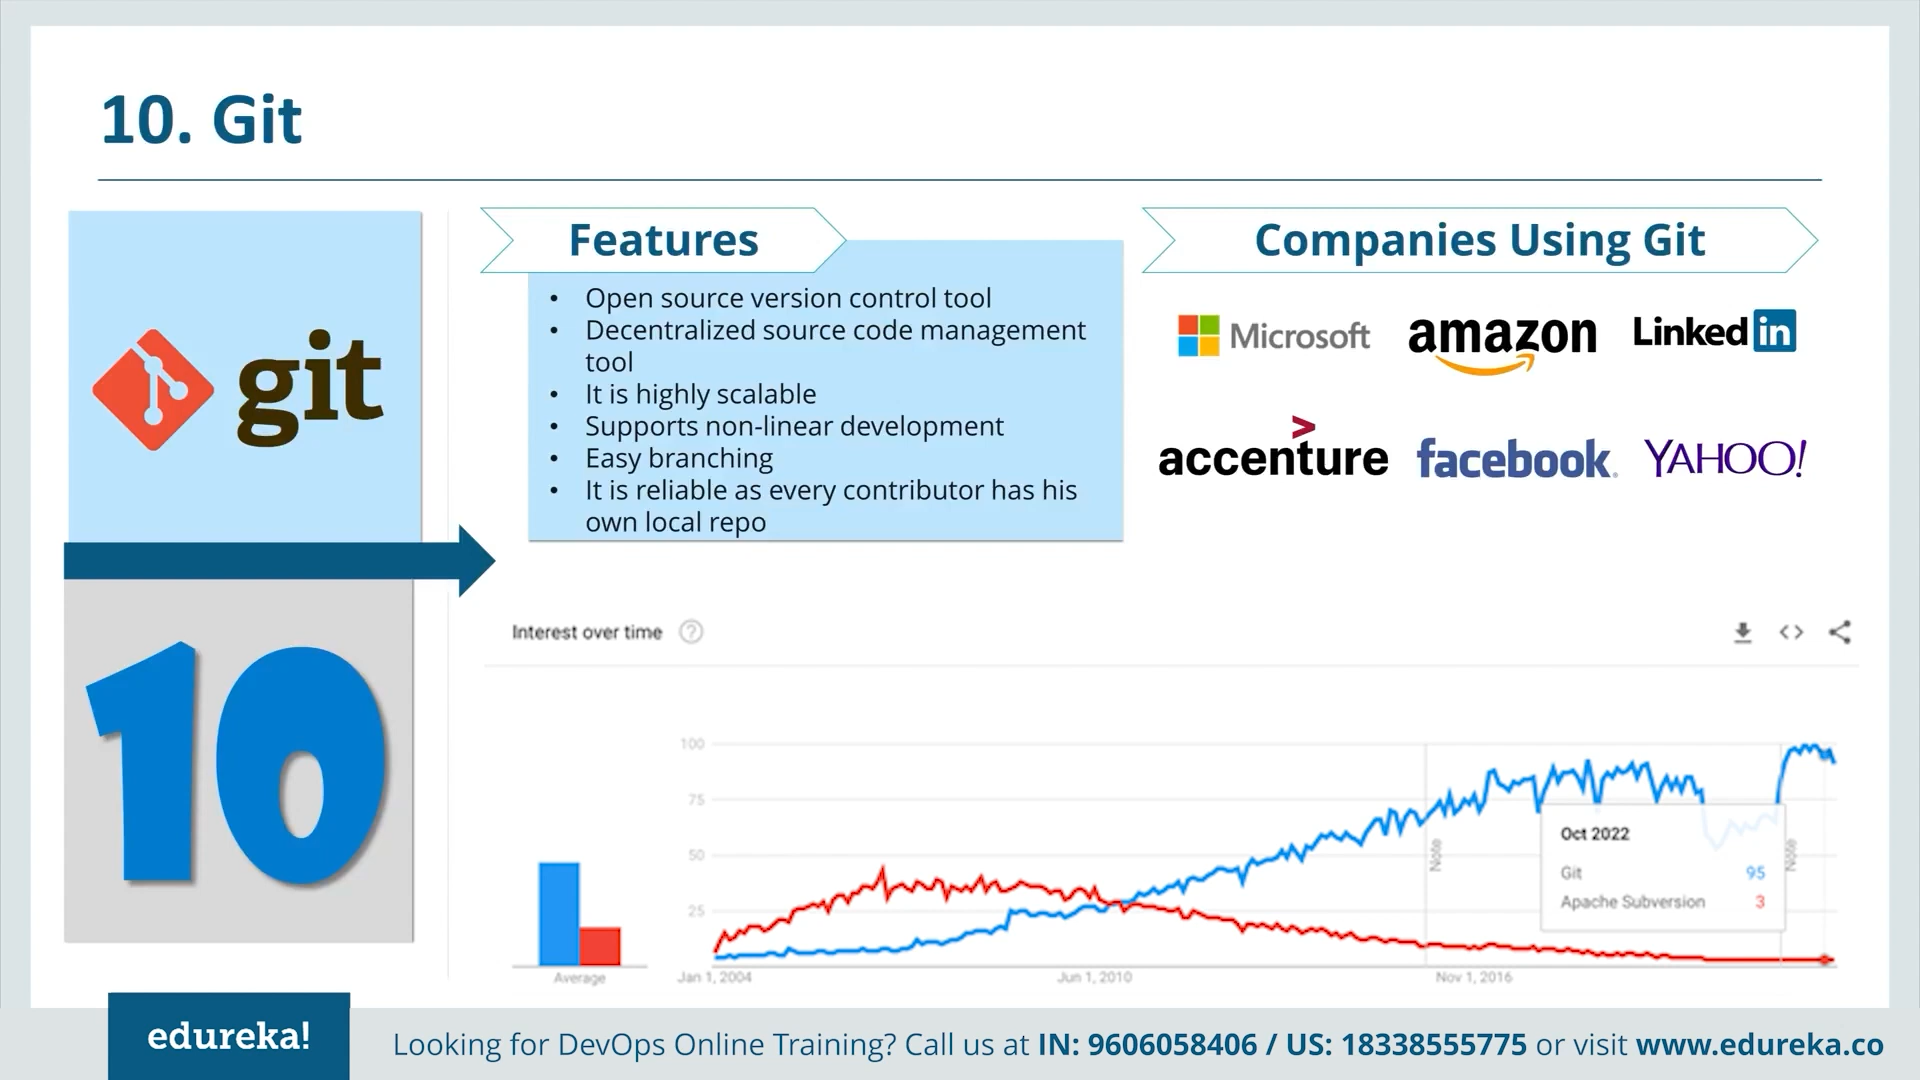 10. Git
git
10
Features
• Open source version control tool
• Decentralized source code management
tool
• It is highly scalable
• Supports non-linear development
• Easy branching
• It is reliable as every contributor has his
own local repo
Companies Using Git
Microsoft
amazon
Linked in
accenture
facebook
YAHOO!
Interest over time ?
100
75
50
25
Average
Jan 1, 2004
Jun 1, 2010
Nov 1, 2016
Note
Note
Oct 2022
Git 95
Apache Subversion 3
edureka!
Looking for DevOps Online Training? Call us at IN: 9606058406 / US: 18338555775 or visit www.edureka.co